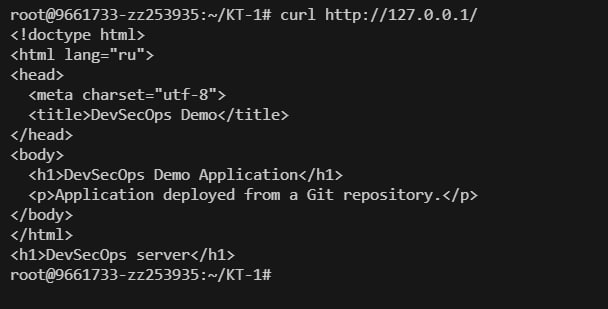 root@9661733-zz253935:~/KT-1# curl http://127.0.0.1/
<!doctype html>
<html lang="ru">
<head>
  <meta charset="utf-8">
  <title>DevSecOps Demo</title>
</head>
<body>
  <h1>DevSecOps Demo Application</h1>
  <p>Application deployed from a Git repository.</p>
</body>
</html>
<h1>DevSecOps server</h1>
root@9661733-zz253935:~/KT-1#